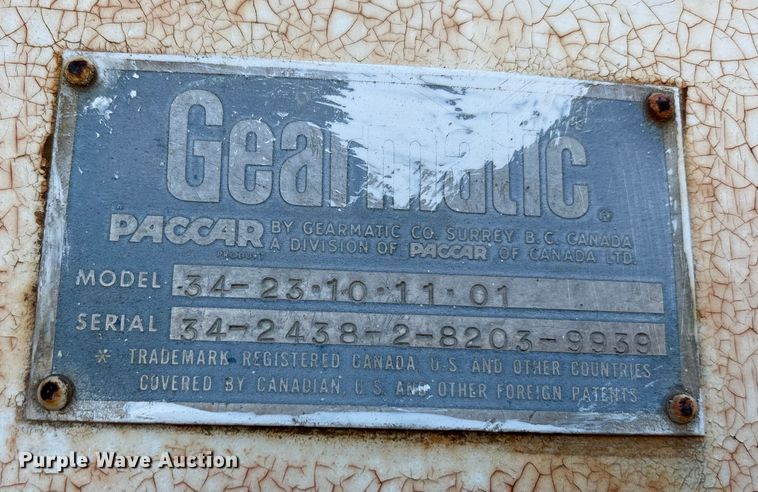 Gearmatic®
PACCAR BY GEARMATIC CO. SURREY B.C. CANADA
PRODUCT A DIVISION OF PACCAR OF CANADA LTD.
MODEL 34-23·10·11·01
SERIAL 34-2438-2-8203-9939
* TRADEMARK REGISTERED CANADA, U.S. AND OTHER COUNTRIES
COVERED BY CANADIAN, U.S. AND OTHER FOREIGN PATENTS
Purple Wave Auction